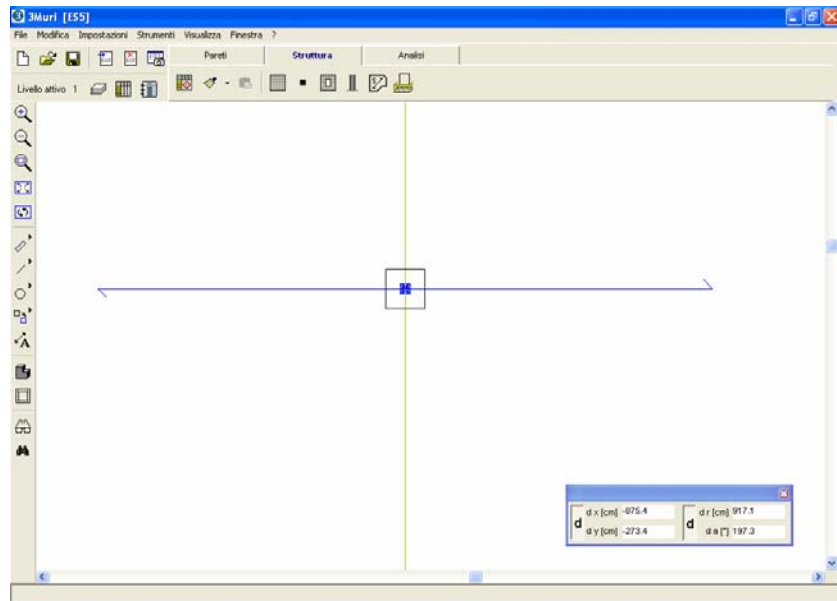 3Muri [ES5]
File Modifica Impostazioni Strumenti Visualizza Finestra ?
Pareti Struttura Analisi
Livello attivo 1
A
d x [cm] -875.4 d r [cm] 917.1
d d
d y [cm] -273.4 d a [°] 197.3